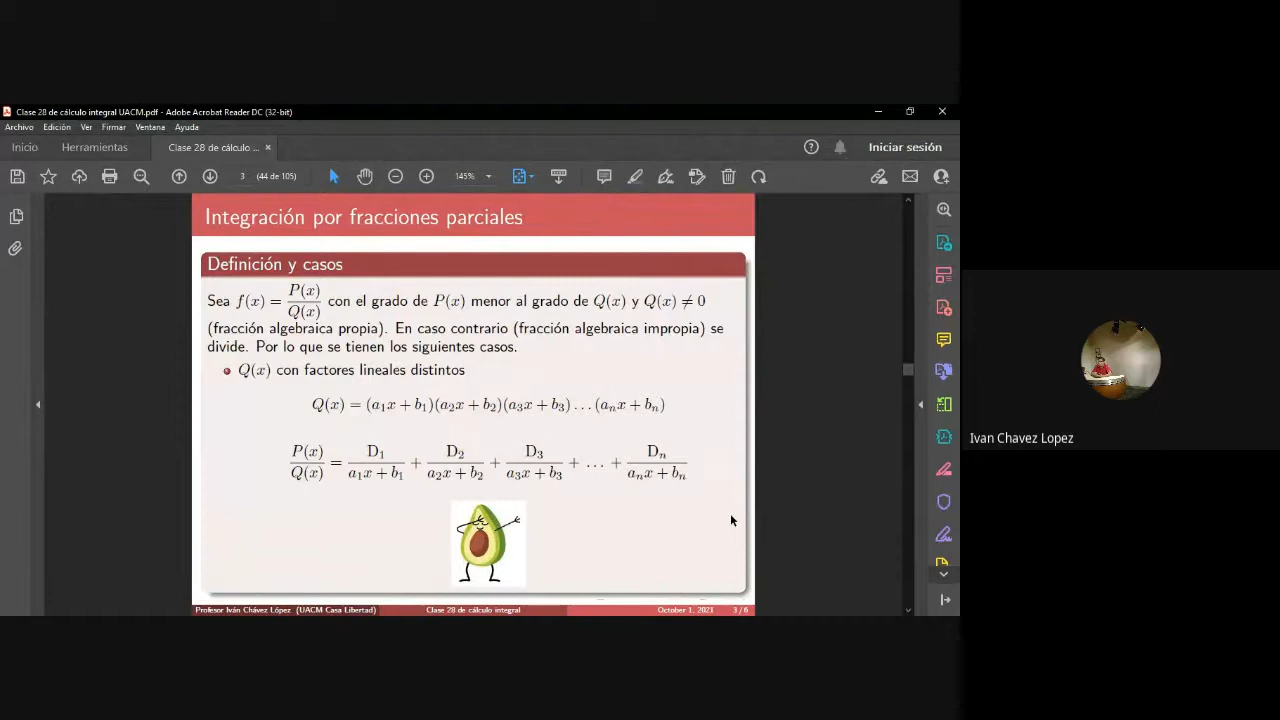 Clase 28 de cálculo integral UACM.pdf - Adobe Acrobat Reader DC (32-bit)
Archivo Edición Ver Firmar Ventana Ayuda
Inicio Herramientas Clase 28 de cálculo ... × Iniciar sesión
3 (44 de 105) 145%
Integración por fracciones parciales
Definición y casos
Sea f(x) = P(x)/Q(x) con el grado de P(x) menor al grado de Q(x) y Q(x) ≠ 0
(fracción algebraica propia). En caso contrario (fracción algebraica impropia) se
divide. Por lo que se tienen los siguientes casos.
Q(x) con factores lineales distintos
Q(x) = (a₁x + b₁)(a₂x + b₂)(a₃x + b₃) . . . (aₙx + bₙ)
P(x)/Q(x) = D₁/(a₁x + b₁) + D₂/(a₂x + b₂) + D₃/(a₃x + b₃) + . . . + Dₙ/(aₙx + bₙ)
Profesor Iván Chávez López (UACM Casa Libertad) Clase 28 de cálculo integral October 1, 2021 3 / 6
Ivan Chavez Lopez